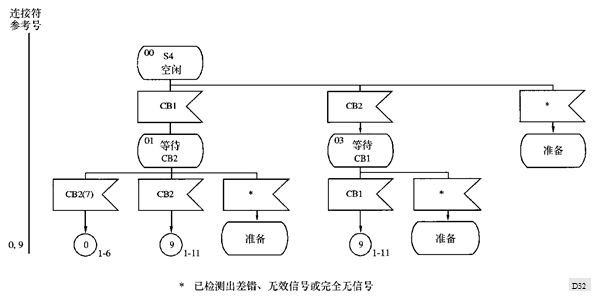 连接符
参考号
00 S4
空闲
CB1
CB2
*
01 等待
CB2
03 等待
CB1
准备
CB2(7)
CB2
*
CB1
*
0 1-6
9 1-11
准备
9 1-11
准备
0, 9
* 已检测出差错、无效信号或完全无信号
D32